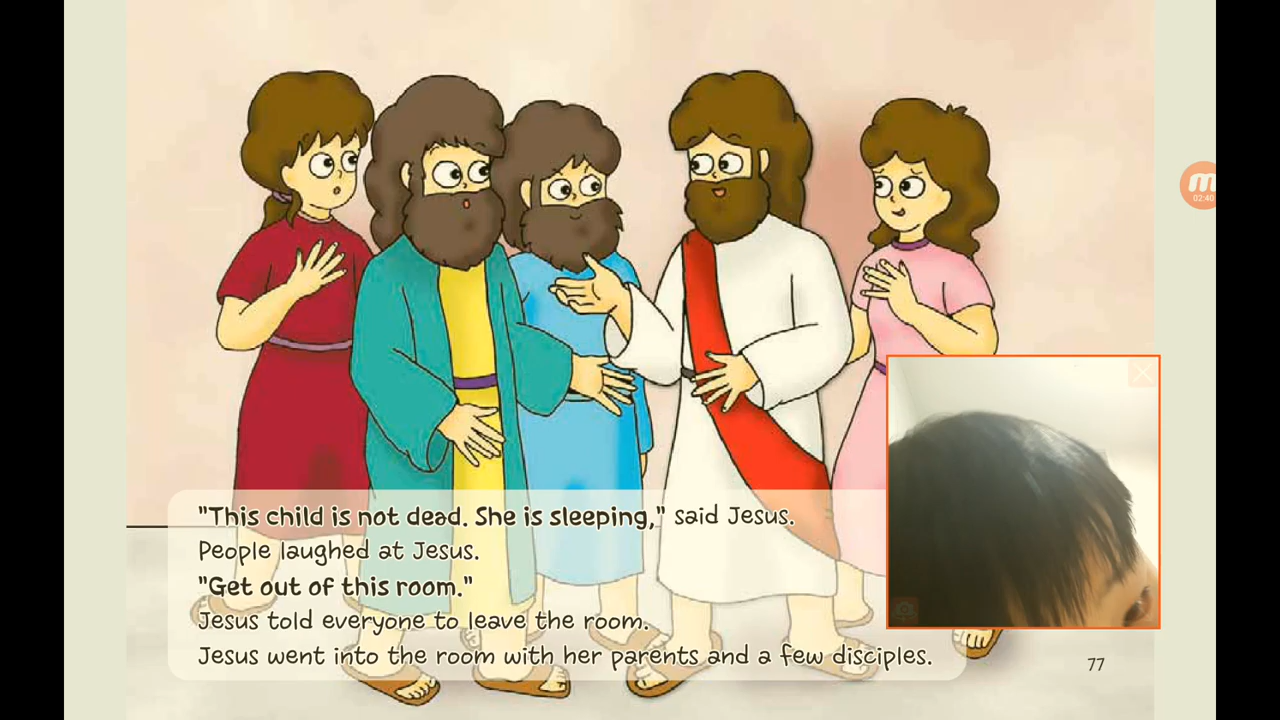 02:40
"This child is not dead. She is sleeping," said Jesus.
People laughed at Jesus.
"Get out of this room."
Jesus told everyone to leave the room.
Jesus went into the room with her parents and a few disciples.
77